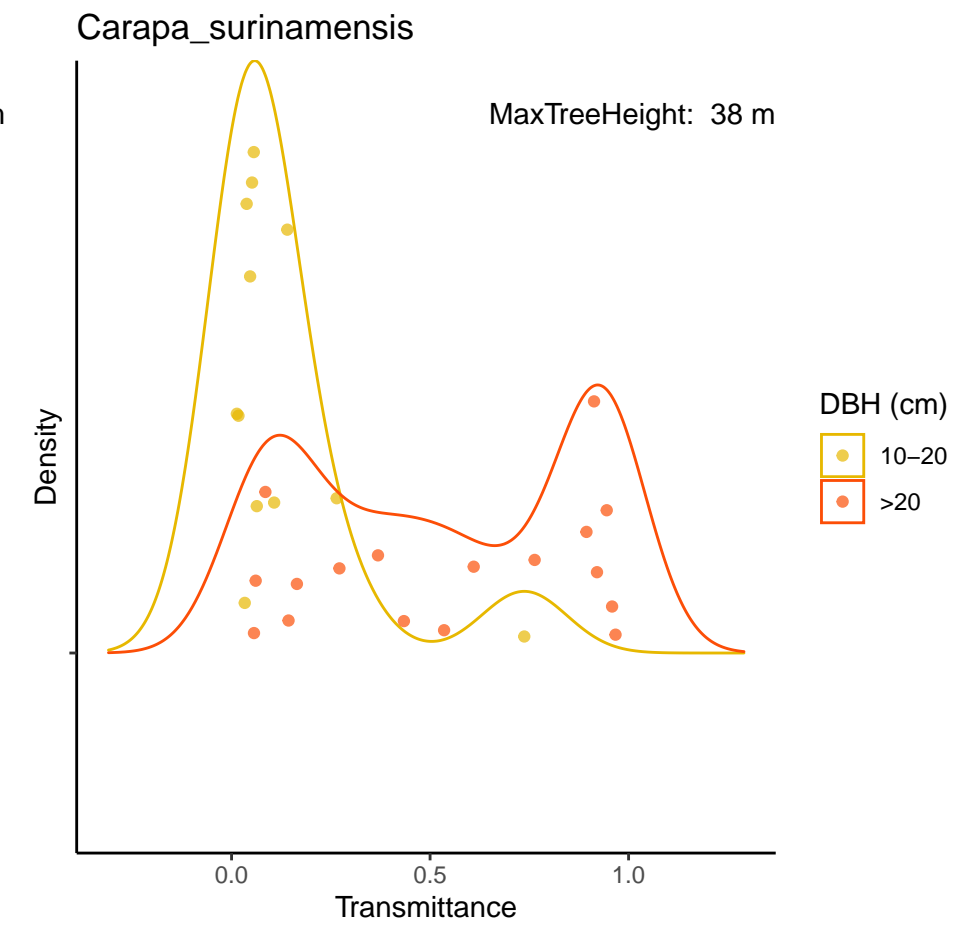 Carapa_surinamensis
m
MaxTreeHeight: 38 m
Density
DBH (cm)
10–20
>20
0.0 0.5 1.0
Transmittance